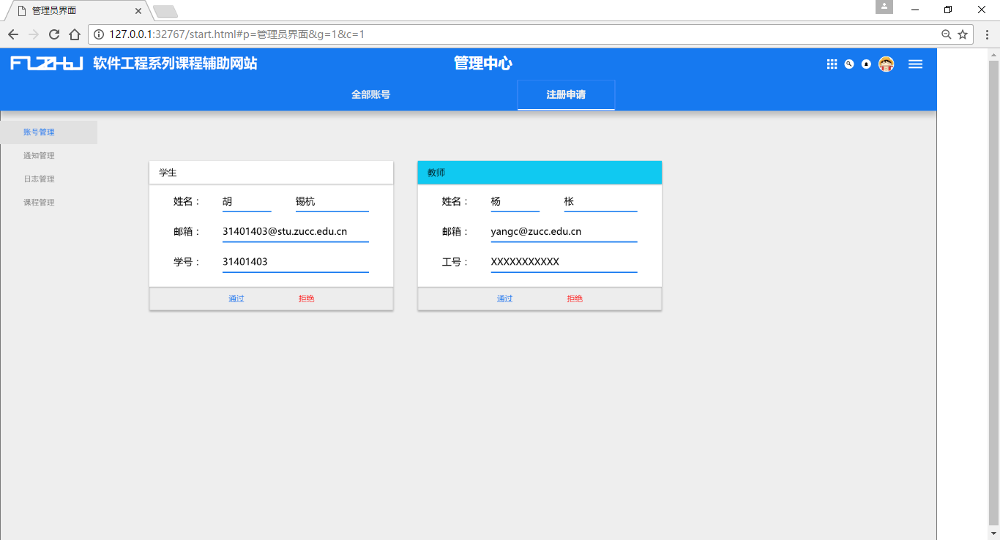 管理员界面
127.0.0.1:32767/start.html#p=管理员界面&g=1&c=1
软件工程系列课程辅助网站 管理中心
全部账号 注册申请
账号管理
通知管理
日志管理
课程管理
学生
姓名： 胡 锡杭
邮箱： 31401403@stu.zucc.edu.cn
学号： 31401403
通过 拒绝
教师
姓名： 杨 枨
邮箱： yangc@zucc.edu.cn
工号： XXXXXXXXXXX
通过 拒绝